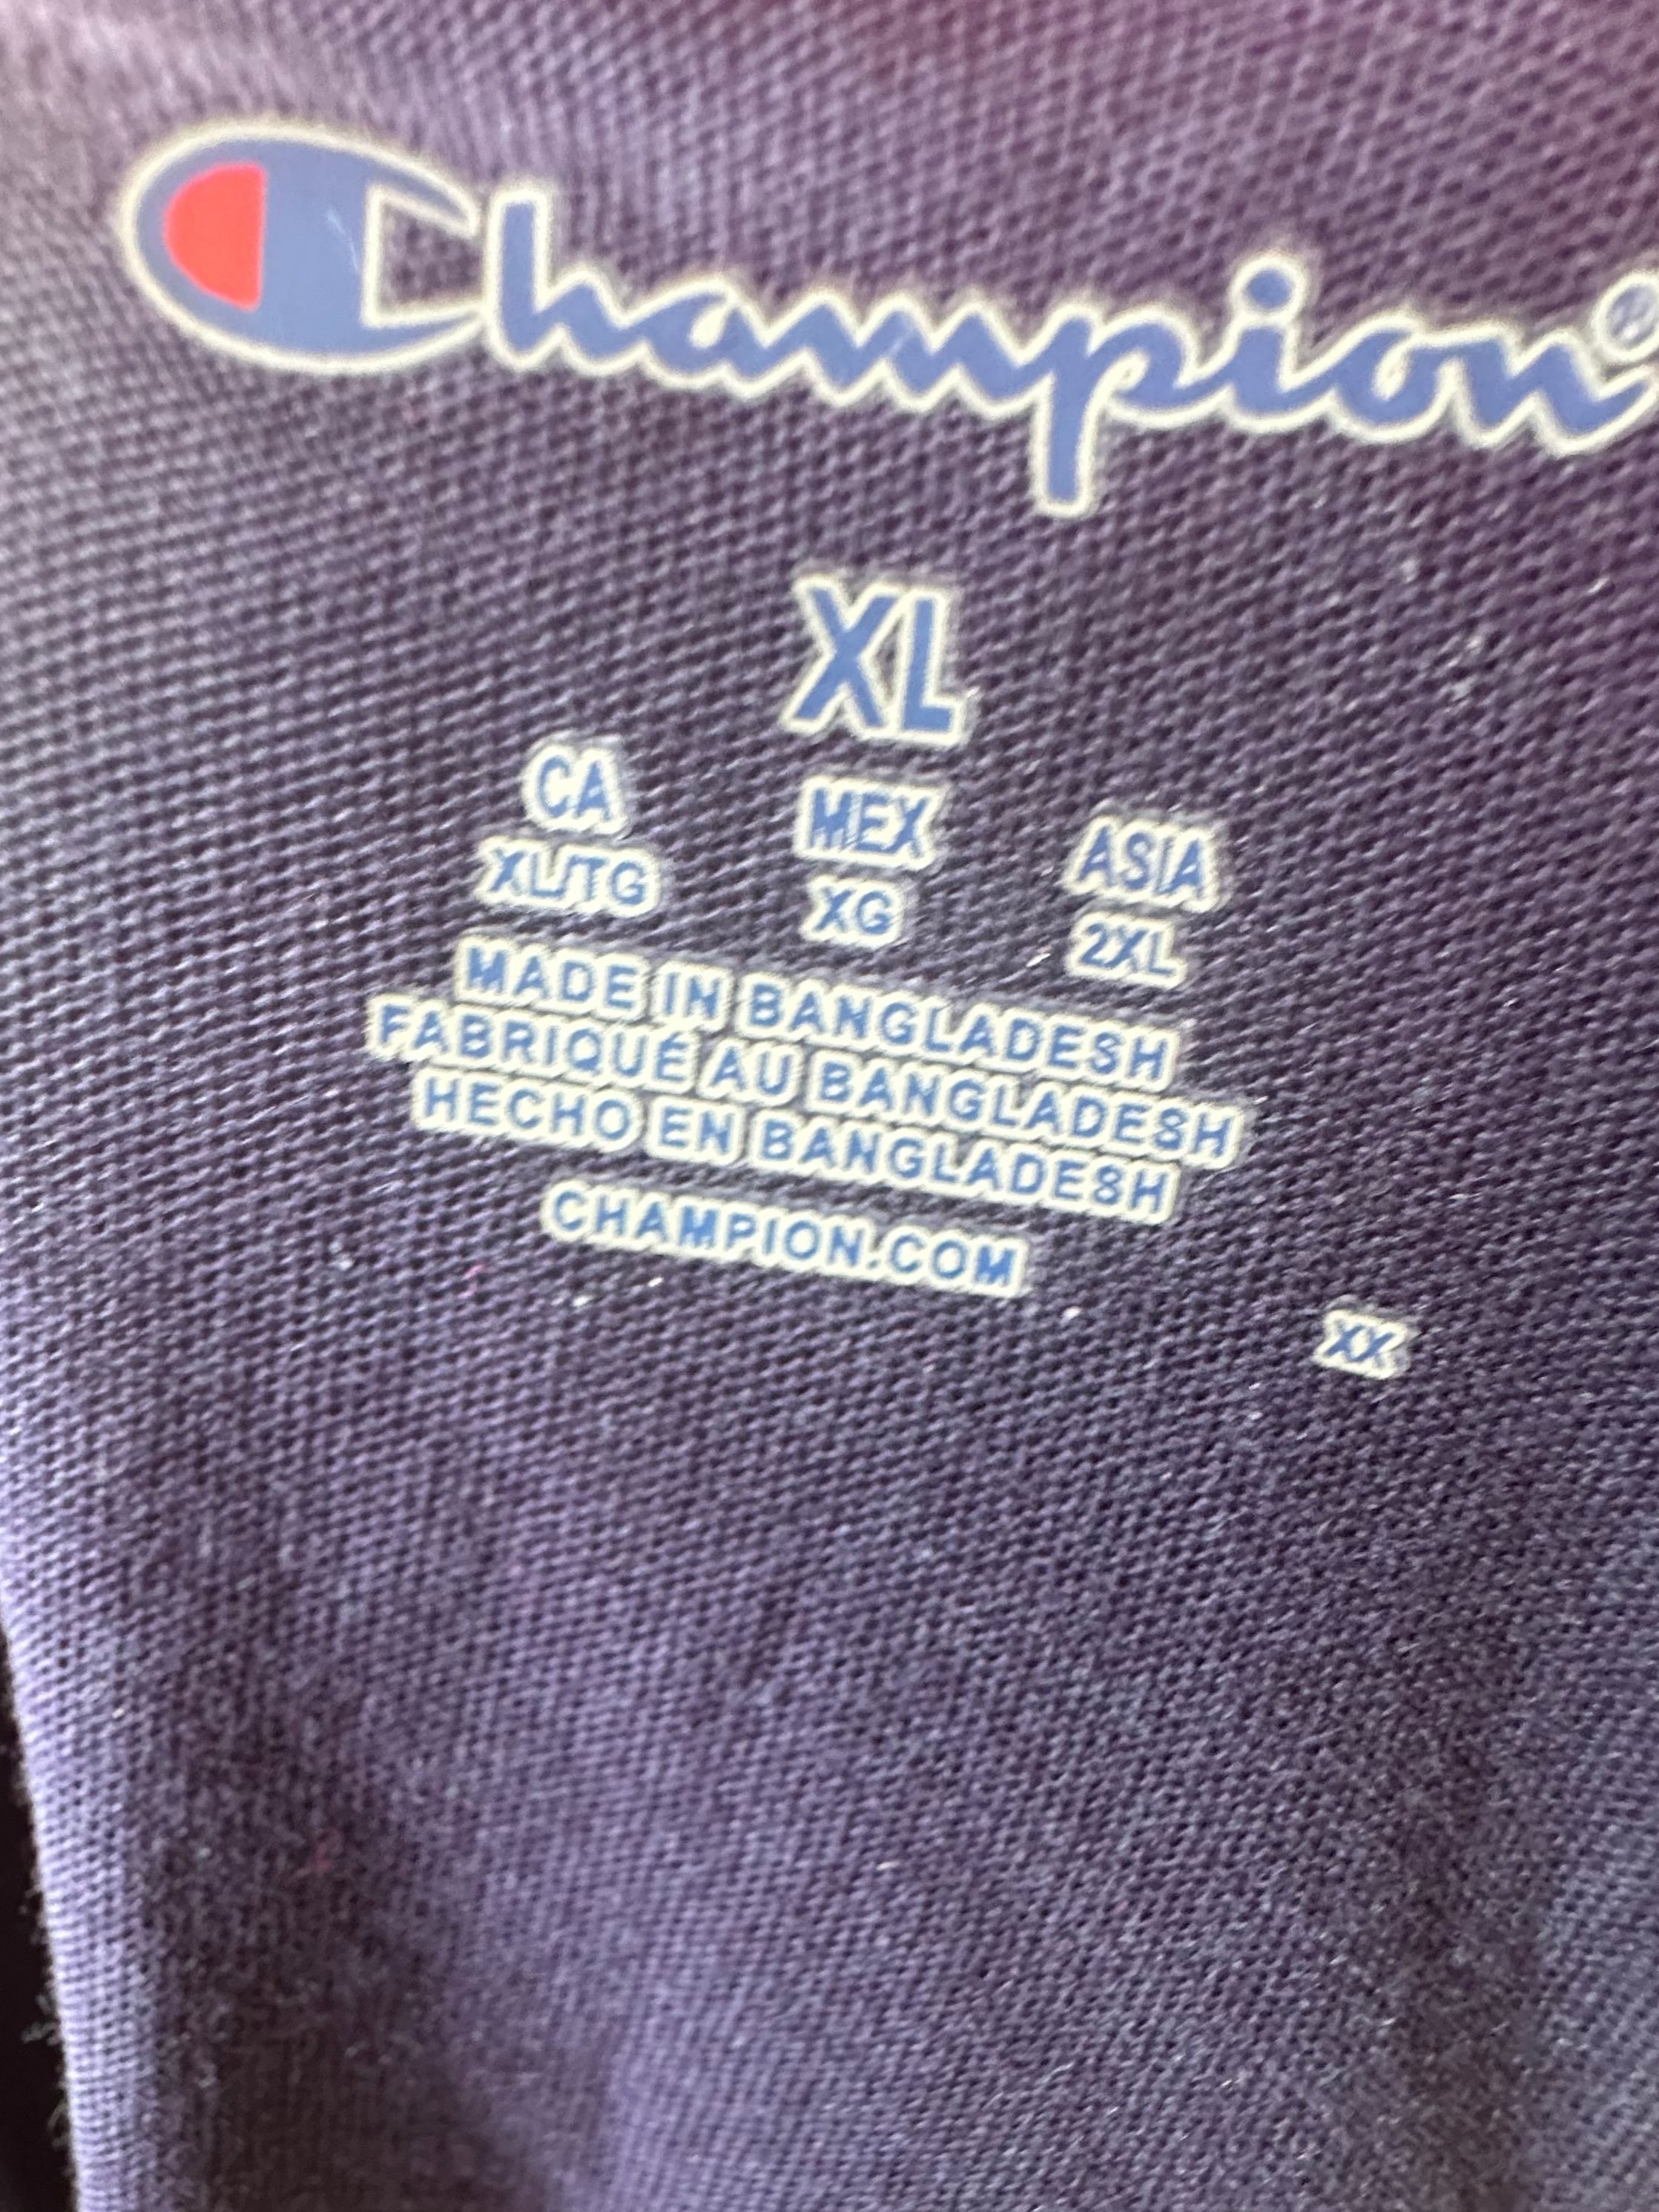 Champion®
XL
CA MEX ASIA
XL/TG XG 2XL
MADE IN BANGLADESH
FABRIQUÉ AU BANGLADESH
HECHO EN BANGLADESH
CHAMPION.COM
XX